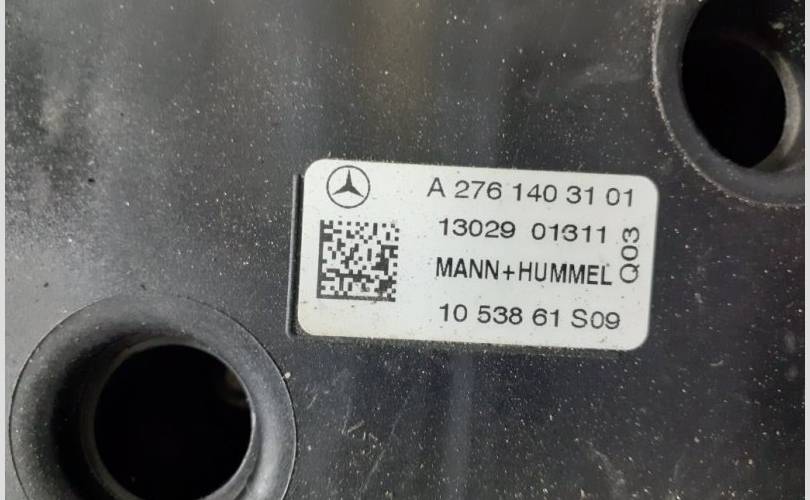 A 276 140 31 01
13029 01311
MANN+HUMMEL
10 538 61 S09
Q03